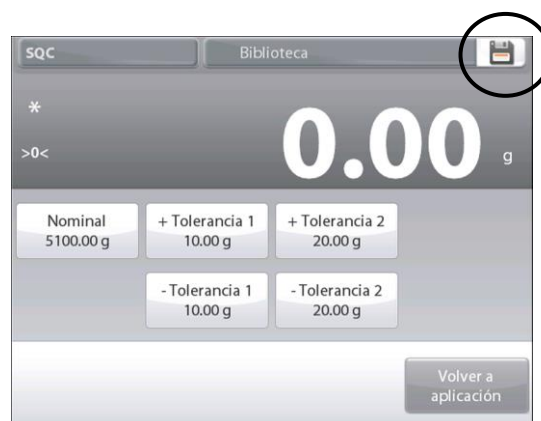 SQC
Biblioteca
*
>0<
0.00 g
Nominal
5100.00 g
+ Tolerancia 1
10.00 g
+ Tolerancia 2
20.00 g
- Tolerancia 1
10.00 g
- Tolerancia 2
20.00 g
Volver a
aplicación